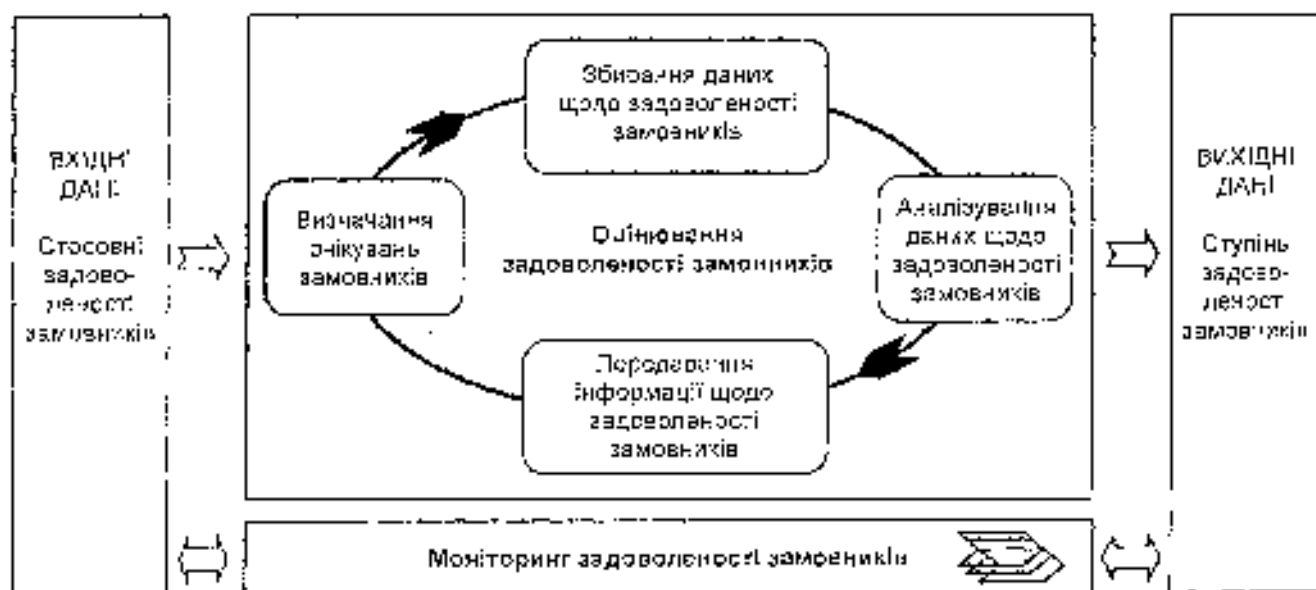 ВХІДНІ
ДАНІ
Стосовні
задово-
леності
замовників
Збирання даних
щодо задоволеності
замовників
Визначання
очікувань
замовників
Оцінювання
задоволеності замовників
Аналізування
даних щодо
задоволеності
замовників
Передавання
інформації щодо
задоволеності
замовників
ВИХІДНІ
ДАНІ
Ступінь
задово-
леності
замовників
Моніторинг задоволеності замовників